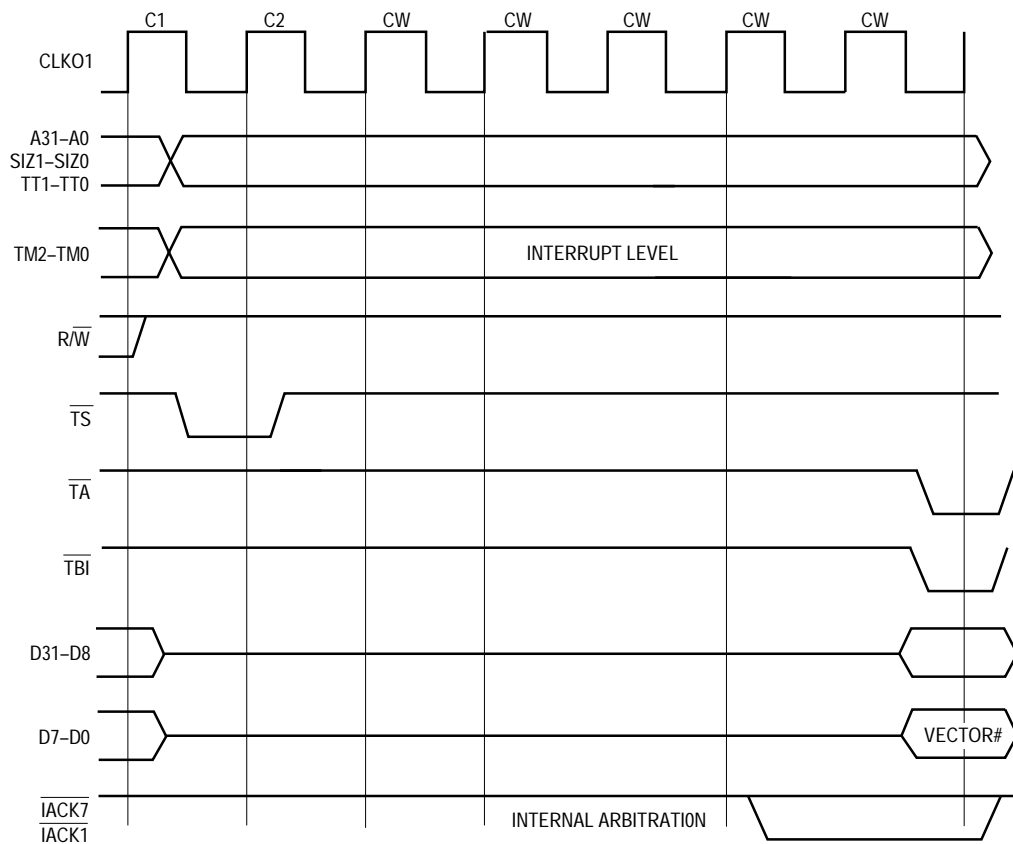 C1 C2 CW CW CW CW CW
CLKO1
A31–A0
SIZ1–SIZ0
TT1–TT0
TM2–TM0 INTERRUPT LEVEL
R/W
TS
TA
TBI
D31–D8
D7–D0 VECTOR#
IACK7
INTERNAL ARBITRATION
IACK1